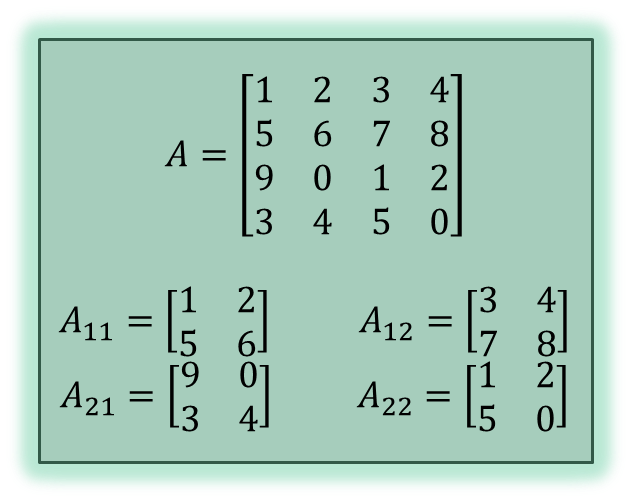 A = [1 2 3 4
5 6 7 8
9 0 1 2
3 4 5 0]
A₁₁ = [1 2
5 6]
A₁₂ = [3 4
7 8]
A₂₁ = [9 0
3 4]
A₂₂ = [1 2
5 0]